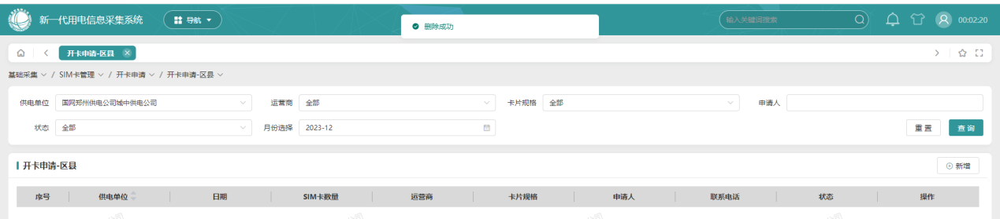 新一代用电信息采集系统 导航 删除成功 输入关键词搜索 00:02:20
开卡申请-区县
基础采集 / SIM卡管理 / 开卡申请 / 开卡申请-区县
供电单位 国网郑州供电公司城中供电公司 运营商 全部 卡片规格 全部 申请人
状态 全部 月份选择 2023-12 重置 查询
开卡申请-区县 新增
序号 供电单位 日期 SIM卡数量 运营商 卡片规格 申请人 联系电话 状态 操作